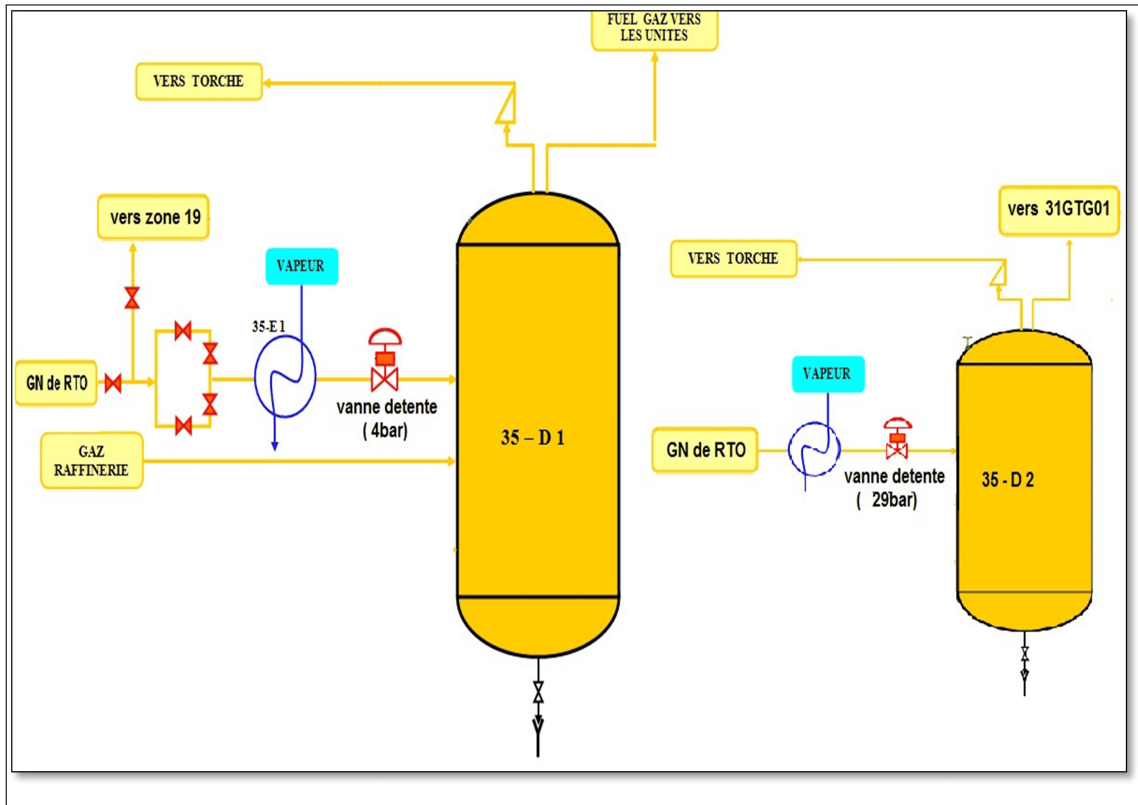 FUEL GAZ VERS
LES UNITES
VERS TORCHE
vers zone 19
VAPEUR
35-E 1
GN de RTO
vanne detente
( 4bar)
GAZ
RAFFINERIE
35 – D 1
vers 31GTG01
VERS TORCHE
VAPEUR
GN de RTO
vanne detente
( 29bar)
35 - D 2